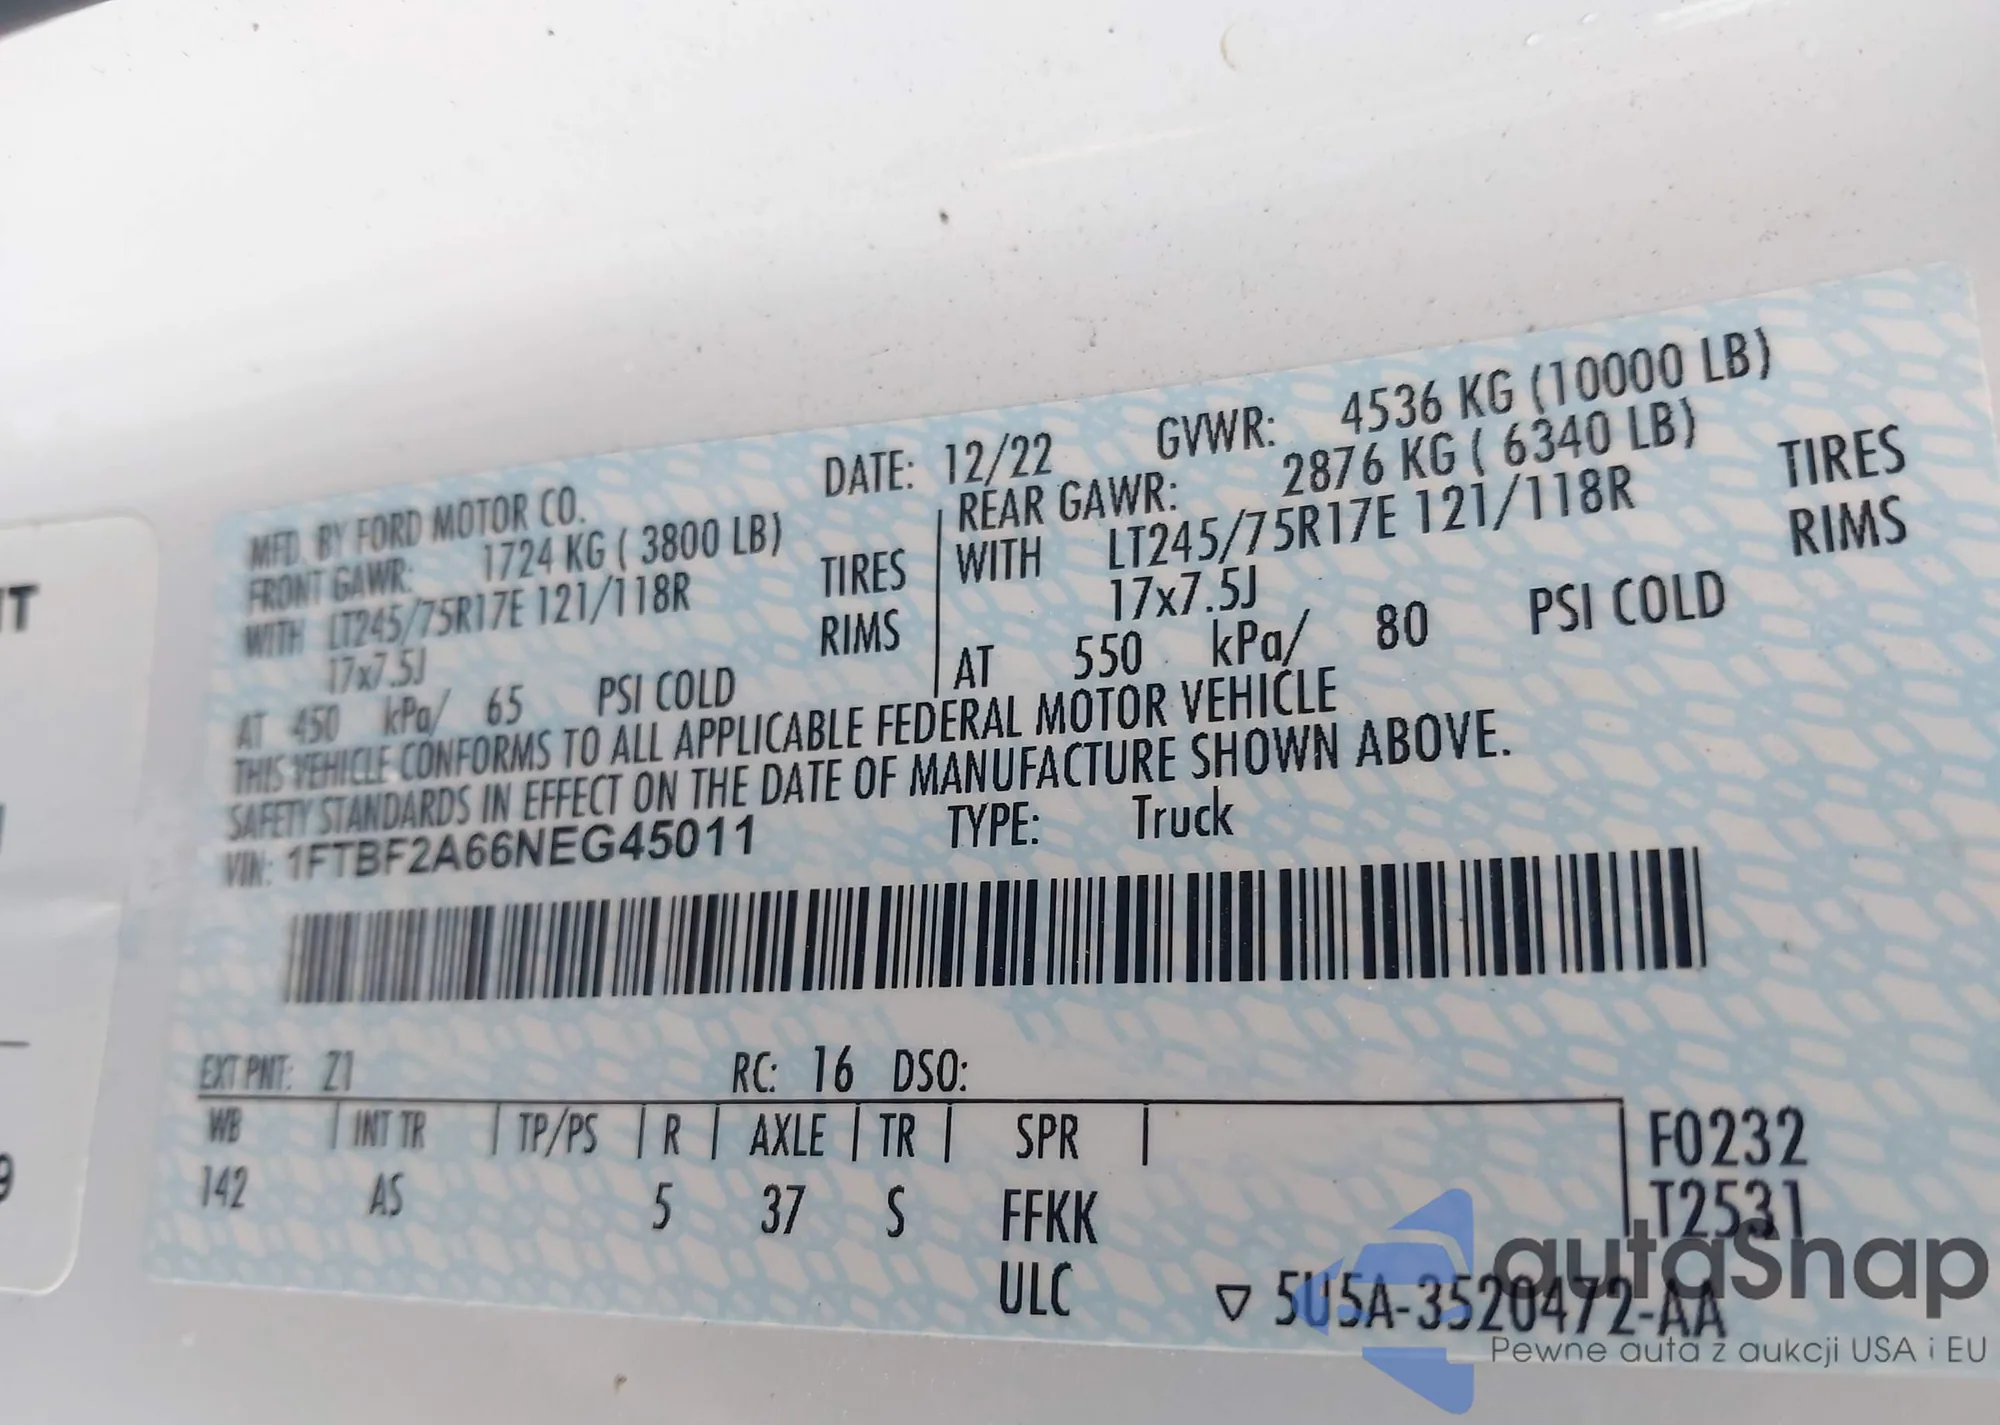 MFD. BY FORD MOTOR CO. DATE: 12/22 GVWR: 4536 KG (10000 LB)
FRONT GAWR: 1724 KG ( 3800 LB)
WITH LT245/75R17E 121/118R TIRES
17x7.5J RIMS
AT 450 kPa/ 65 PSI COLD
REAR GAWR: 2876 KG ( 6340 LB)
WITH LT245/75R17E 121/118R TIRES
17x7.5J RIMS
AT 550 kPa/ 80 PSI COLD
THIS VEHICLE CONFORMS TO ALL APPLICABLE FEDERAL MOTOR VEHICLE
SAFETY STANDARDS IN EFFECT ON THE DATE OF MANUFACTURE SHOWN ABOVE.
VIN: 1FTBF2A66NEG45011 TYPE: Truck
EXT PNT: Z1 RC: 16 DSO:
WB | INT TR | TP/PS | R | AXLE | TR | SPR | F0232
142 AS 5 37 S FFKK T2531
ULC ▽ 5U5A-3520472-AA
autaSnap
Pewne auta z aukcji USA i EU